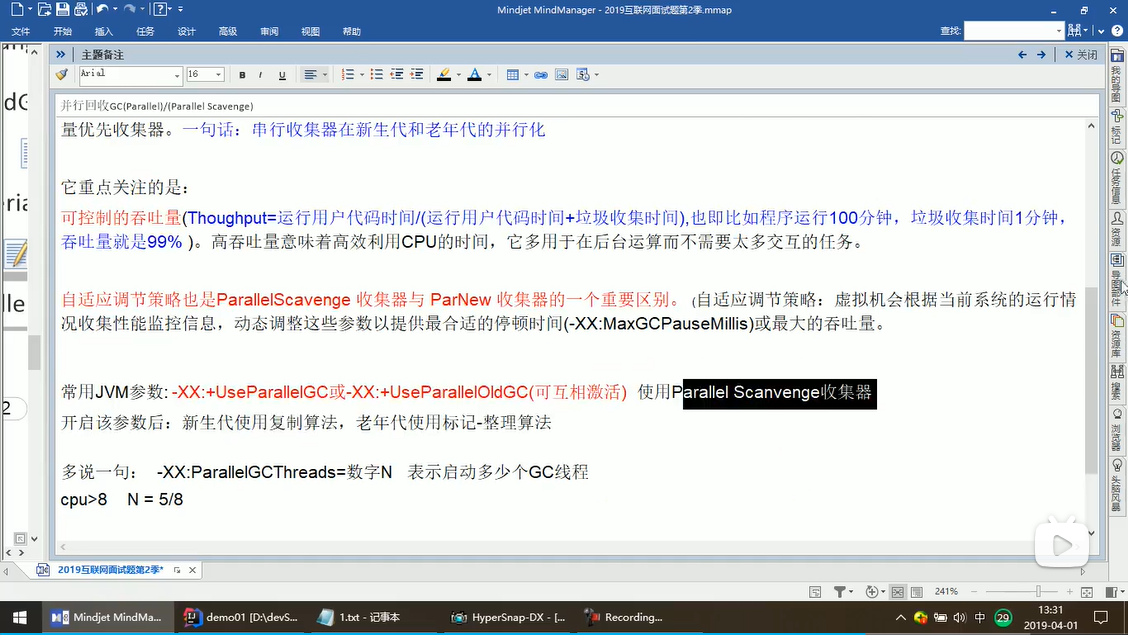 Mindjet MindManager - 2019互联网面试题第2季.mmap
文件 开始 插入 任务 设计 高级 审阅 视图 帮助 查找:
主题备注 关闭
Arial 16 B I U A
并行回收GC(Parallel)/(Parallel Scavenge)
量优先收集器。一句话：串行收集器在新生代和老年代的并行化
它重点关注的是：
可控制的吞吐量(Thoughput=运行用户代码时间/(运行用户代码时间+垃圾收集时间),也即比如程序运行100分钟，垃圾收集时间1分钟，
吞吐量就是99% )。高吞吐量意味着高效利用CPU的时间，它多用于在后台运算而不需要太多交互的任务。
自适应调节策略也是ParallelScavenge 收集器与 ParNew 收集器的一个重要区别。(自适应调节策略：虚拟机会根据当前系统的运行情
况收集性能监控信息，动态调整这些参数以提供最合适的停顿时间(-XX:MaxGCPauseMillis)或最大的吞吐量。
常用JVM参数: -XX:+UseParallelGC或-XX:+UseParallelOldGC(可互相激活) 使用Parallel Scanvenge收集器
开启该参数后：新生代使用复制算法，老年代使用标记-整理算法
多说一句： -XX:ParallelGCThreads=数字N 表示启动多少个GC线程
cpu>8 N = 5/8
我的导图
标记
任务信息
资源
导图部件
资源库
搜索
浏览器
头脑风暴
2019互联网面试题第2季*
241%
Mindjet MindMa... demo01 [D:\devS... 1.txt - 记事本 HyperSnap-DX - [... Recording... 中 29 13:31
2019-04-01